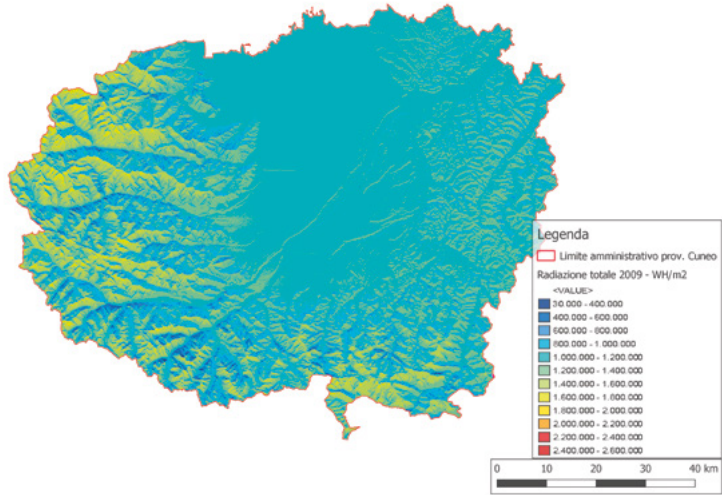 Legenda
Limite amministrativo prov. Cuneo
Radiazione totale 2009 - WH/m2
<VALUE>
30.000 - 400.000
400.000 - 600.000
600.000 - 800.000
800.000 - 1.000.000
1.000.000 - 1.200.000
1.200.000 - 1.400.000
1.400.000 - 1.600.000
1.600.000 - 1.800.000
1.800.000 - 2.000.000
2.000.000 - 2.200.000
2.200.000 - 2.400.000
2.400.000 - 2.600.000
0 10 20 30 40 km